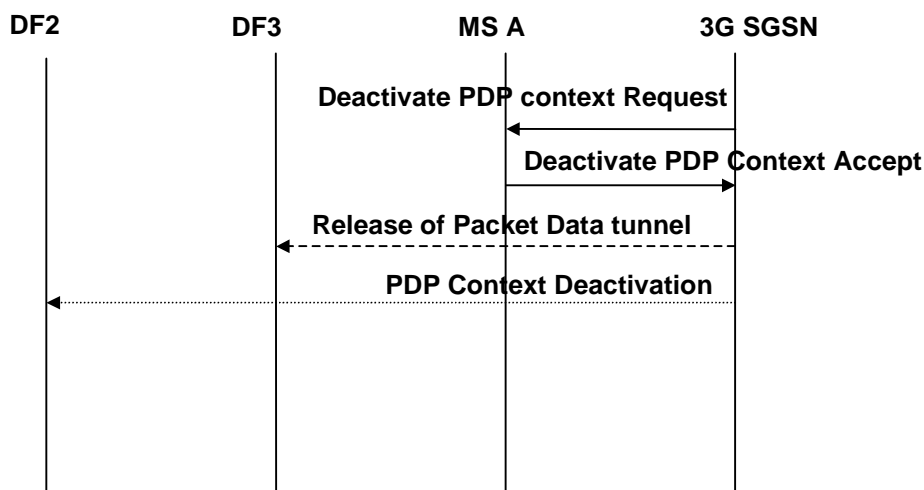 DF2 DF3 MS A 3G SGSN
Deactivate PDP context Request
Deactivate PDP Context Accept
Release of Packet Data tunnel
PDP Context Deactivation